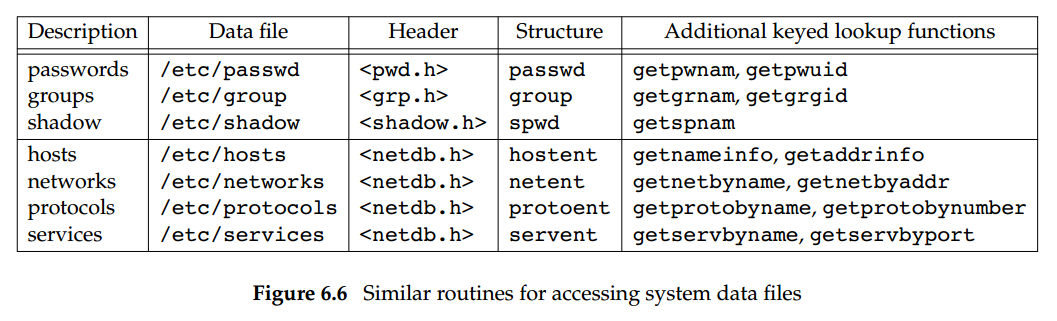 Description Data file Header Structure Additional keyed lookup functions
passwords /etc/passwd <pwd.h> passwd getpwnam, getpwuid
groups /etc/group <grp.h> group getgrnam, getgrgid
shadow /etc/shadow <shadow.h> spwd getspnam
hosts /etc/hosts <netdb.h> hostent getnameinfo, getaddrinfo
networks /etc/networks <netdb.h> netent getnetbyname, getnetbyaddr
protocols /etc/protocols <netdb.h> protoent getprotobyname, getprotobynumber
services /etc/services <netdb.h> servent getservbyname, getservbyport
Figure 6.6 Similar routines for accessing system data files